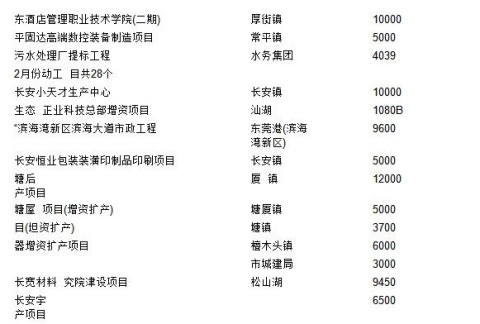 东酒店管理职业技术学院(二期) 厚街镇 10000
平固达高端数控装备制造项目 常平镇 5000
污水处理厂提标工程 水务集团 4039
2月份动工 目共28个
长安小天才生产中心 长安镇 10000
生态 正业科技总部增资项目 汕湖 1080B
"滨海湾新区滨海大道市政工程 东莞港(滨海
湾新区) 9600
长安恒业包装装潢印制品印刷项目 长安镇 5000
糖后 厦 镇 12000
产项目
塘屋 项目(增资扩产) 塘厦镇 5000
目(坦资扩产) 塘镇 3700
器增资扩产项目 樟木头镇 6000
市城建局 3000
长宽材料 究院津设项目 松山湖 9450
长安宇 6500
产项目